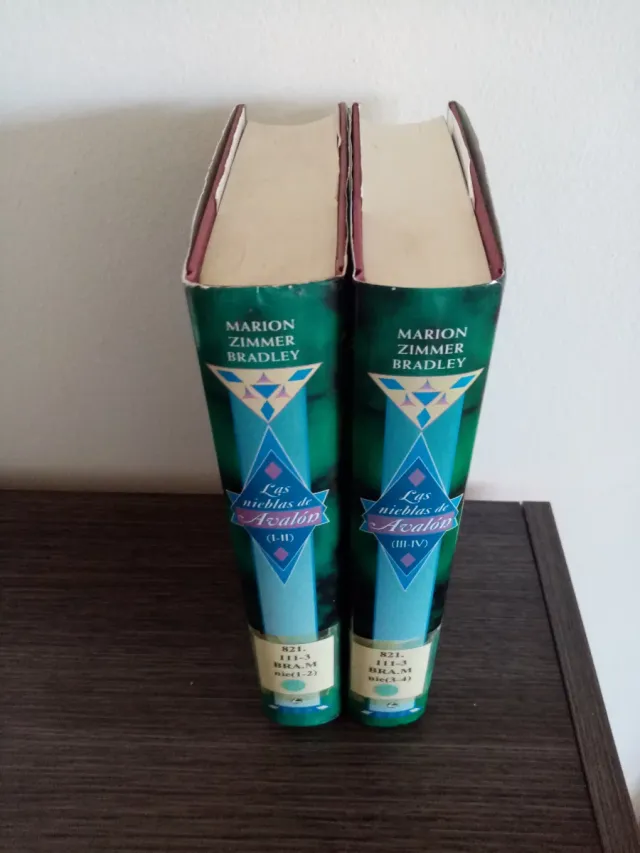 MARION
ZIMMER
BRADLEY
Las
nieblas de
Avalón
(I-II)
821.
111-3
BRA.M
nie(1-2)
MARION
ZIMMER
BRADLEY
Las
nieblas de
Avalón
(III-IV)
821.
111-3
BRA.M
nie(3-4)